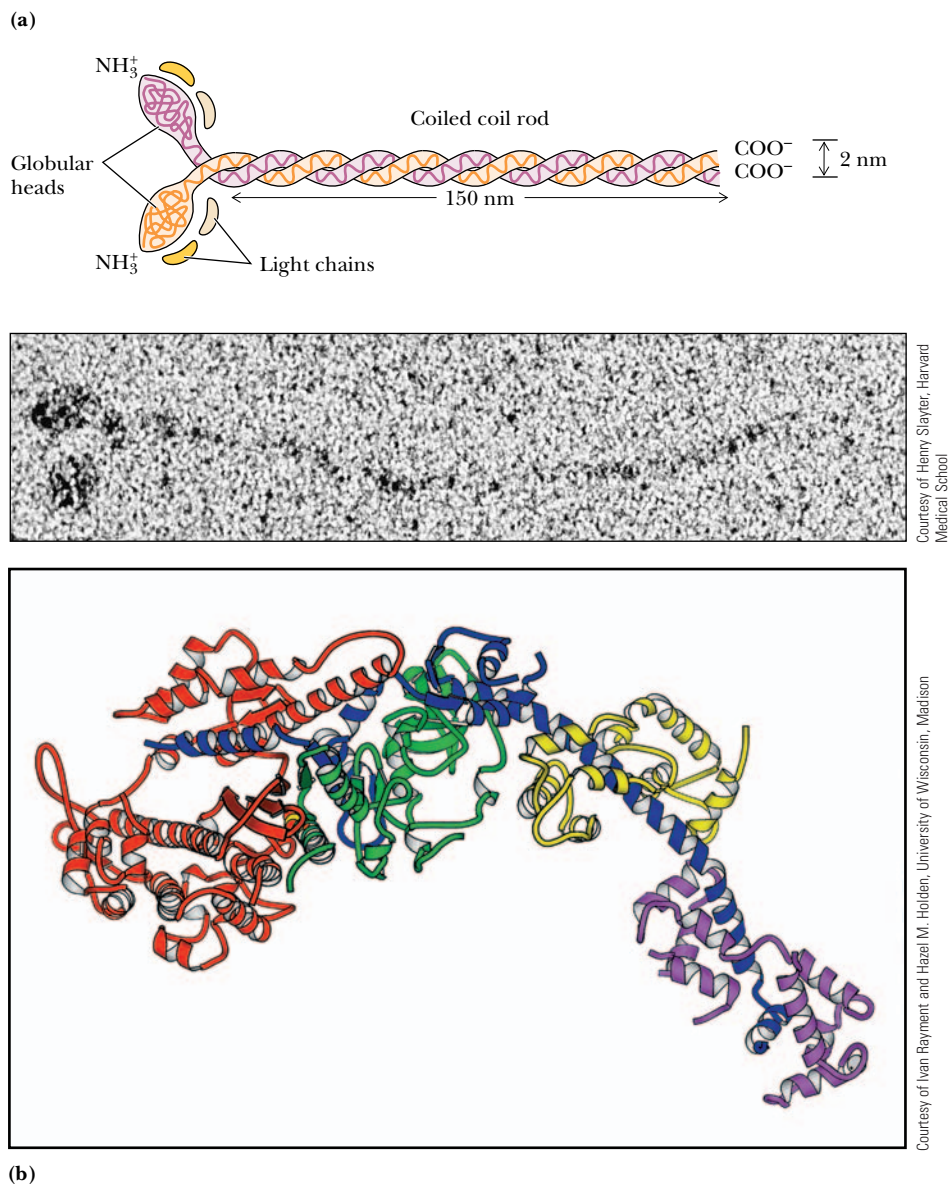 (a)
NH₃⁺
Coiled coil rod
COO⁻
COO⁻
2 nm
Globular
heads
150 nm
NH₃⁺
Light chains
Courtesy of Henry Slayter, Harvard
Medical School
Courtesy of Ivan Rayment and Hazel M. Holden, University of Wisconsin, Madison
(b)